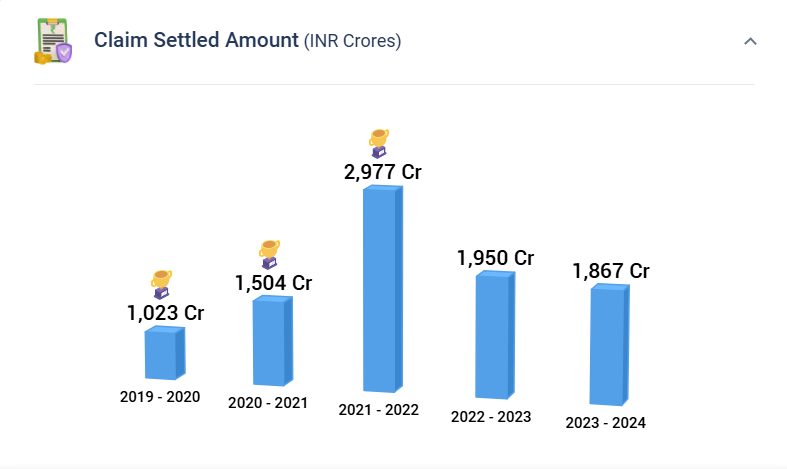 Claim Settled Amount (INR Crores)
1,023 Cr
1,504 Cr
2,977 Cr
1,950 Cr
1,867 Cr
2019 - 2020
2020 - 2021
2021 - 2022
2022 - 2023
2023 - 2024